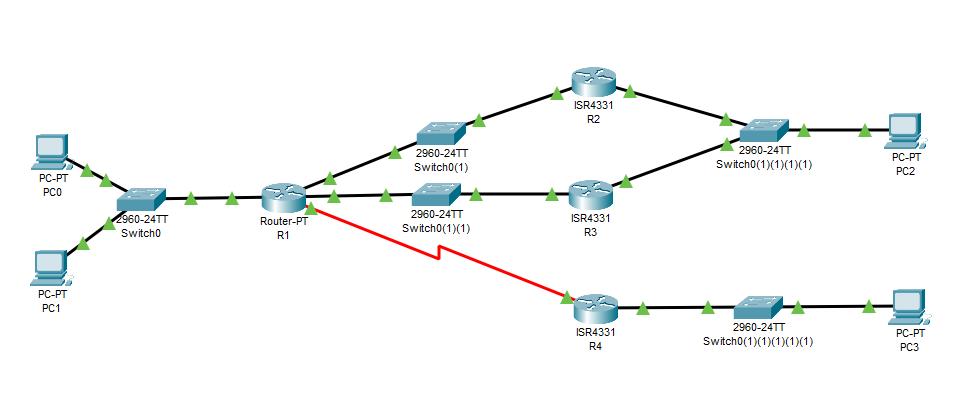 ISR4331
R2
2960-24TT
Switch0(1)
2960-24TT
Switch0(1)(1)(1)(1)
PC-PT
PC2
PC-PT
PC0
2960-24TT
Switch0
Router-PT
R1
2960-24TT
Switch0(1)(1)
ISR4331
R3
PC-PT
PC1
ISR4331
R4
2960-24TT
Switch0(1)(1)(1)(1)(1)
PC-PT
PC3